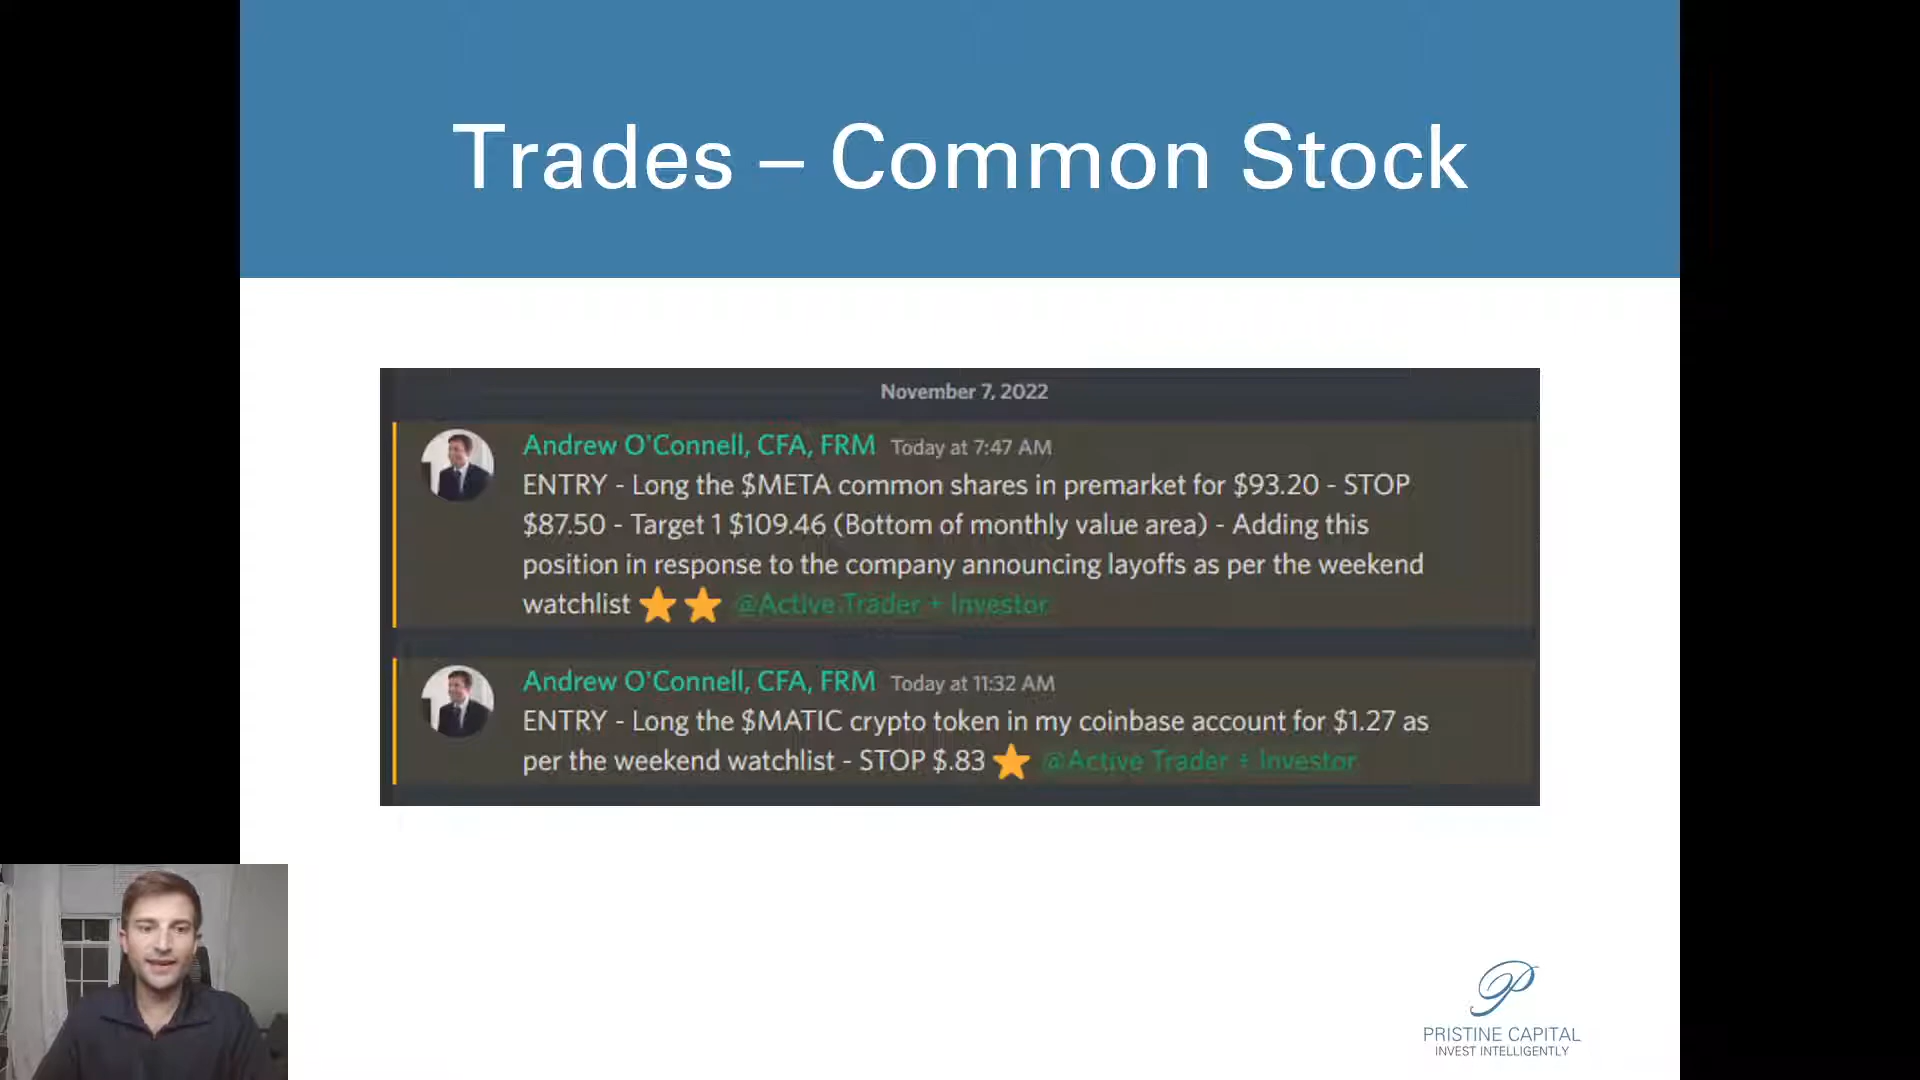 Trades – Common Stock
November 7, 2022
Andrew O'Connell, CFA, FRM Today at 7:47 AM
ENTRY - Long the $META common shares in premarket for $93.20 - STOP
$87.50 - Target 1 $109.46 (Bottom of monthly value area) - Adding this
position in response to the company announcing layoffs as per the weekend
watchlist @Active Trader + Investor
Andrew O'Connell, CFA, FRM Today at 11:32 AM
ENTRY - Long the $MATIC crypto token in my coinbase account for $1.27 as
per the weekend watchlist - STOP $.83 @Active Trader + Investor
PRISTINE CAPITAL
INVEST INTELLIGENTLY